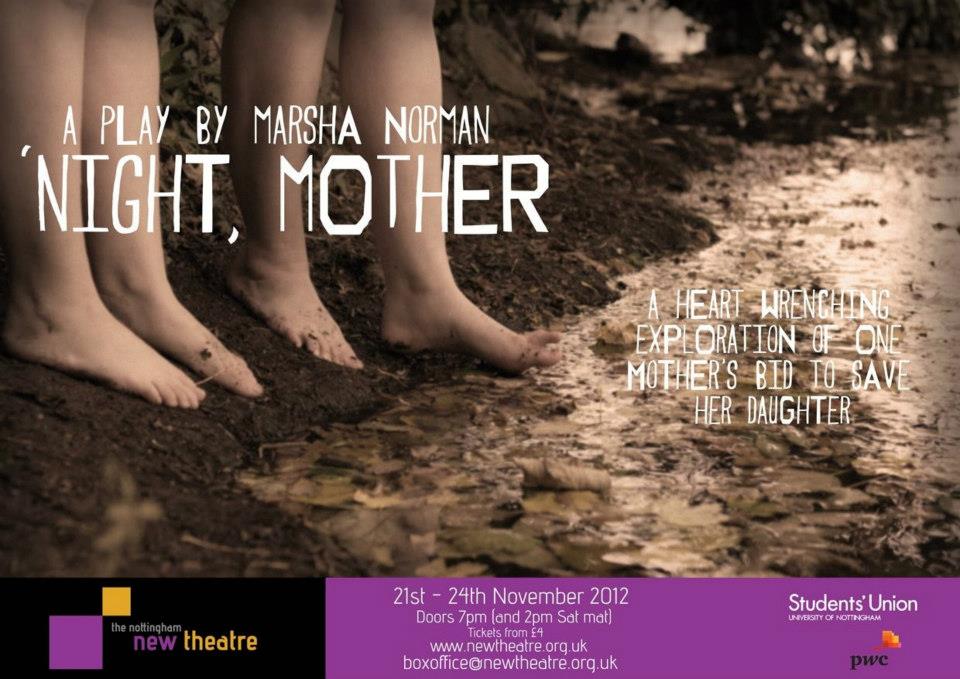 A PLAY BY MARSHA NORMAN
'NIGHT, MOTHER
A HEART WRENCHING
EXPLORATION OF ONE
MOTHER'S BID TO SAVE
HER DAUGHTER
the nottingham
new theatre
21st - 24th November 2012
Doors 7pm (and 2pm Sat mat)
Tickets from £4
www.newtheatre.org.uk
boxoffice@newtheatre.org.uk
Students' Union
UNIVERSITY OF NOTTINGHAM
pwc